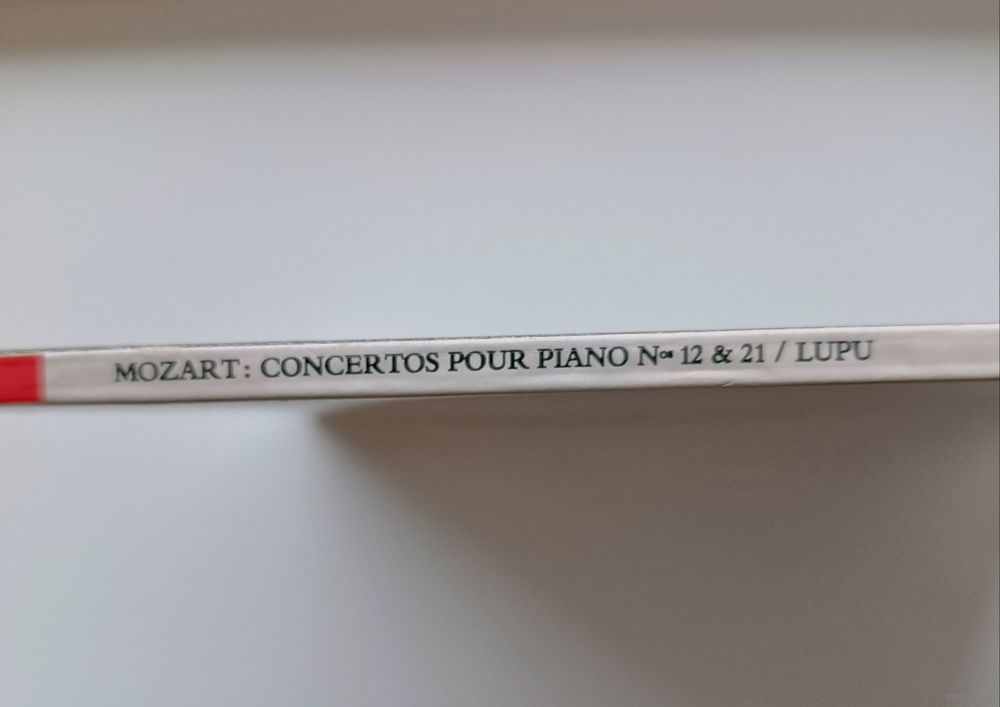 MOZART: CONCERTOS POUR PIANO Nos 12 & 21 / LUPU